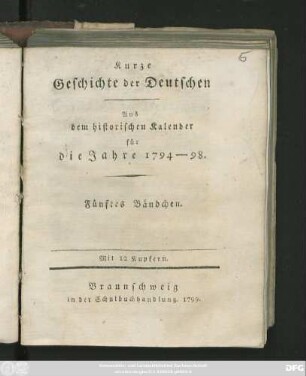 6
Kurze
Geschichte der Deutschen
Aus
dem historischen Kalender
für
die Jahre 1794—98.
Fünftes Bändchen.
Mit 12 Kupfern.
Braunschweig
in der Schulbuchhandlung.